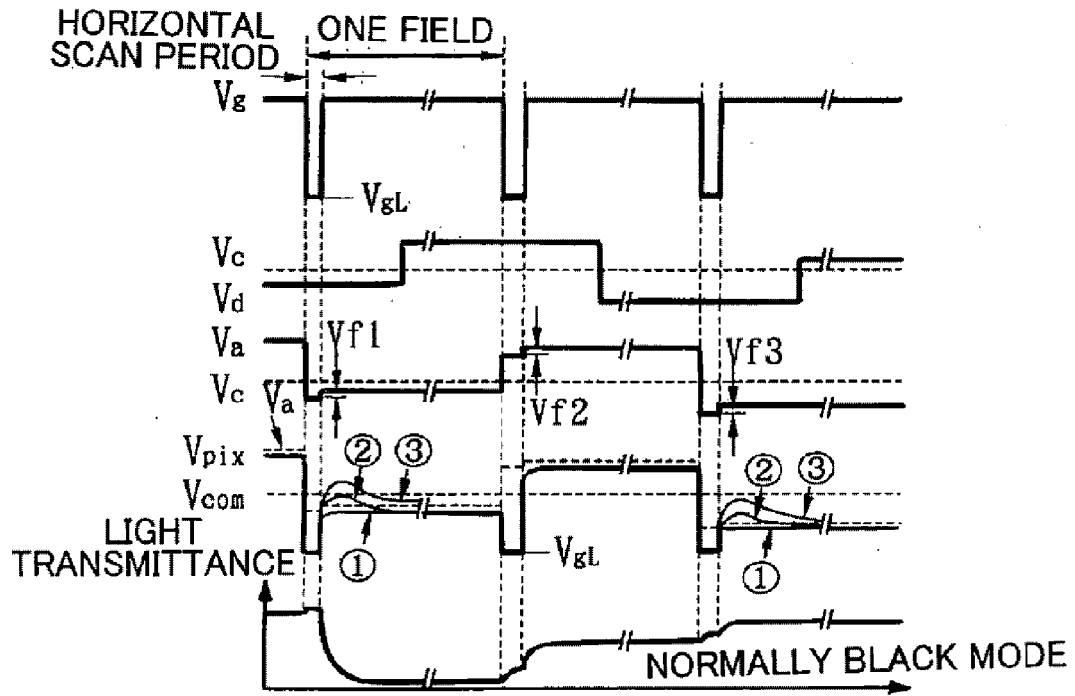 HORIZONTAL
SCAN PERIOD
ONE FIELD
Vg
VgL
Vc
Vd
Va
Vf1
Vf3
Vc
Va
Vf2
Vpix
② ③
② ③
Vcom
LIGHT
TRANSMITTANCE
①
VgL
①
NORMALLY BLACK MODE